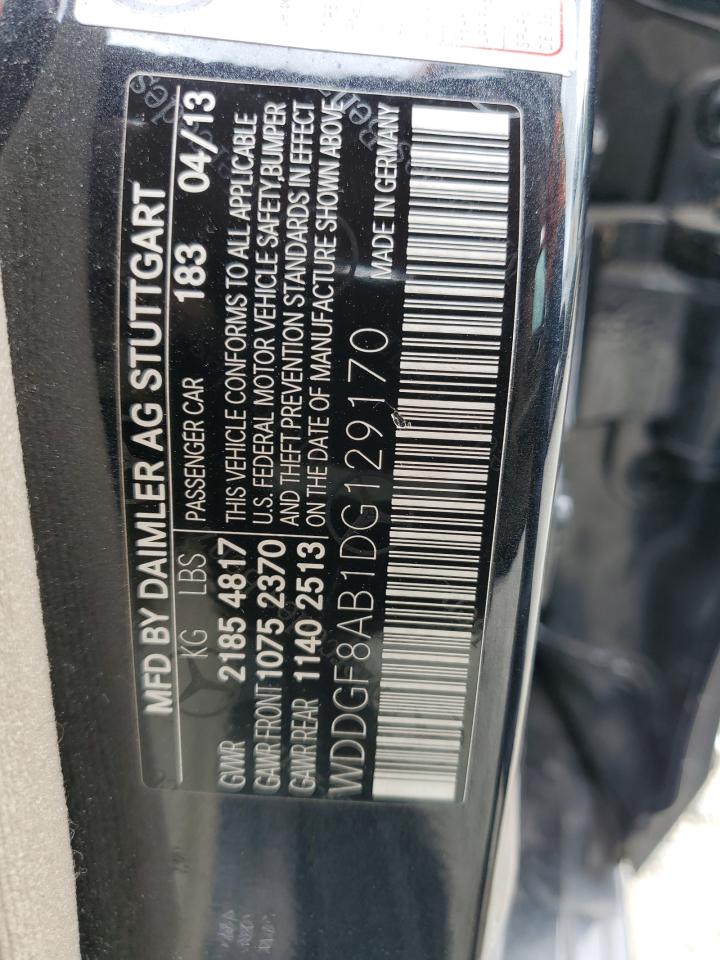 MFD BY DAIMLER AG STUTTGART
KG LBS PASSENGER CAR 183 04/13
GVWR 2185 4817 THIS VEHICLE CONFORMS TO ALL APPLICABLE
GAWR FRONT 1075 2370 U.S. FEDERAL MOTOR VEHICLE SAFETY,BUMPER
GAWR REAR 1140 2513 AND THEFT PREVENTION STANDARDS IN EFFECT
ON THE DATE OF MANUFACTURE SHOWN ABOVE
WDDGF8AB1DG129170 MADE IN GERMANY